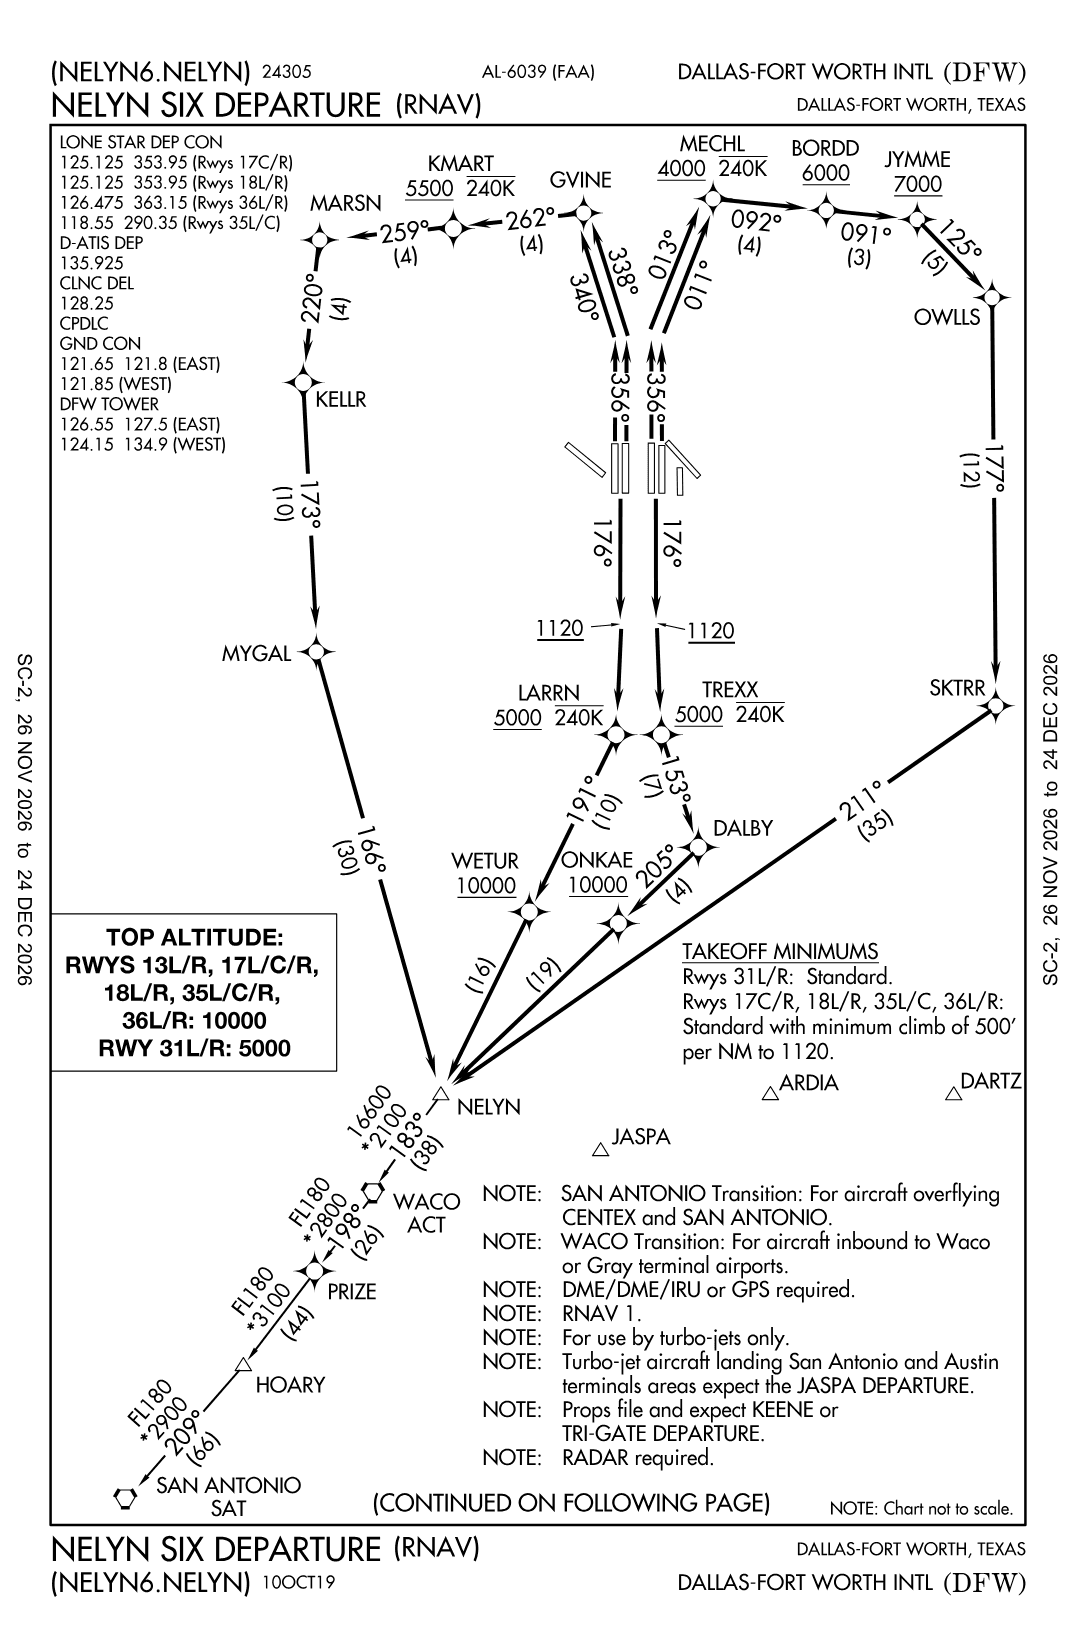 (NELYN6.NELYN) 24305
AL-6039 (FAA)
DALLAS-FORT WORTH INTL (DFW)
NELYN SIX DEPARTURE (RNAV)
DALLAS-FORT WORTH, TEXAS
LONE STAR DEP CON
125.125 353.95 (Rwys 17C/R)
125.125 353.95 (Rwys 18L/R)
126.475 363.15 (Rwys 36L/R)
118.55 290.35 (Rwys 35L/C)
D-ATIS DEP
135.925
CLNC DEL
128.25
CPDLC
GND CON
121.65 121.8 (EAST)
121.85 (WEST)
DFW TOWER
126.55 127.5 (EAST)
124.15 134.9 (WEST)
MARSN
KMART
5500 240K
GVINE
MECHL
4000 240K
BORDD
6000
JYMME
7000
259°
(4)
262°
(4)
092°
(4)
091°
(3)
125°
(5)
OWLLS
220°
(4)
340°
338°
013°
011°
KELLR
356°
356°
173°
(10)
176°
176°
177°
(12)
1120
1120
MYGAL
LARRN
5000 240K
TREXX
5000 240K
SKTRR
191°
(10)
153°
(7)
211°
(35)
DALBY
166°
(30)
WETUR
10000
ONKAE
10000
205°
(4)
(16)
(19)
TOP ALTITUDE:
RWYS 13L/R, 17L/C/R,
18L/R, 35L/C/R,
36L/R: 10000
RWY 31L/R: 5000
TAKEOFF MINIMUMS
Rwys 31L/R: Standard.
Rwys 17C/R, 18L/R, 35L/C, 36L/R:
Standard with minimum climb of 500'
per NM to 1120.
ARDIA
DARTZ
NELYN
JASPA
16600
*2100
183°
(38)
WACO
ACT
FL180
*2800
198°
(26)
PRIZE
FL180
*3100
(44)
HOARY
FL180
*2900
209°
(66)
SAN ANTONIO
SAT
NOTE: SAN ANTONIO Transition: For aircraft overflying
CENTEX and SAN ANTONIO.
NOTE: WACO Transition: For aircraft inbound to Waco
or Gray terminal airports.
NOTE: DME/DME/IRU or GPS required.
NOTE: RNAV 1.
NOTE: For use by turbo-jets only.
NOTE: Turbo-jet aircraft landing San Antonio and Austin
terminals areas expect the JASPA DEPARTURE.
NOTE: Props file and expect KEENE or
TRI-GATE DEPARTURE.
NOTE: RADAR required.
(CONTINUED ON FOLLOWING PAGE)
NOTE: Chart not to scale.
SC-2, 26 NOV 2026 to 24 DEC 2026
SC-2, 26 NOV 2026 to 24 DEC 2026
NELYN SIX DEPARTURE (RNAV)
DALLAS-FORT WORTH, TEXAS
(NELYN6.NELYN) 10OCT19
DALLAS-FORT WORTH INTL (DFW)